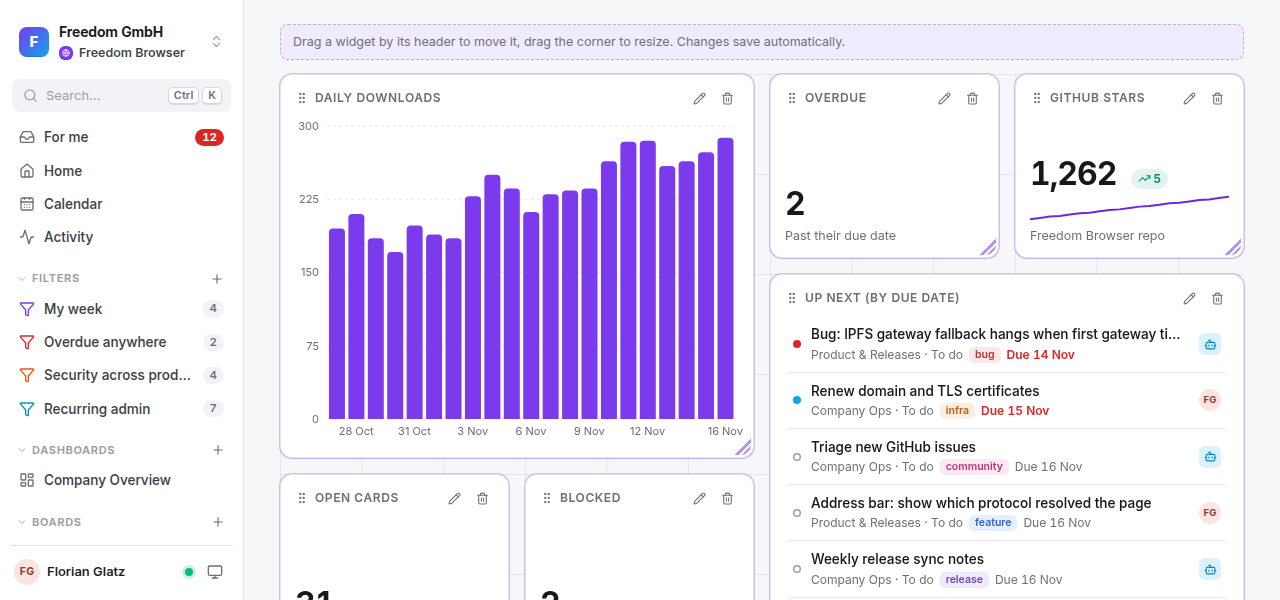 F
Freedom GmbH
Freedom Browser
Search...
Ctrl
K
For me
12
Home
Calendar
Activity
FILTERS
My week
4
Overdue anywhere
2
Security across prod...
4
Recurring admin
7
DASHBOARDS
Company Overview
BOARDS
FG
Florian Glatz
Drag a widget by its header to move it, drag the corner to resize. Changes save automatically.
DAILY DOWNLOADS
300
225
150
75
0
28 Oct
31 Oct
3 Nov
6 Nov
9 Nov
12 Nov
16 Nov
OVERDUE
2
Past their due date
GITHUB STARS
1,262
5
Freedom Browser repo
OPEN CARDS
31
BLOCKED
2
UP NEXT (BY DUE DATE)
Bug: IPFS gateway fallback hangs when first gateway ti...
Product & Releases · To do bug Due 14 Nov
Renew domain and TLS certificates
Company Ops · To do infra Due 15 Nov
FG
Triage new GitHub issues
Company Ops · To do community Due 16 Nov
Address bar: show which protocol resolved the page
Product & Releases · To do feature Due 16 Nov
FG
Weekly release sync notes
Company Ops · To do release Due 16 Nov